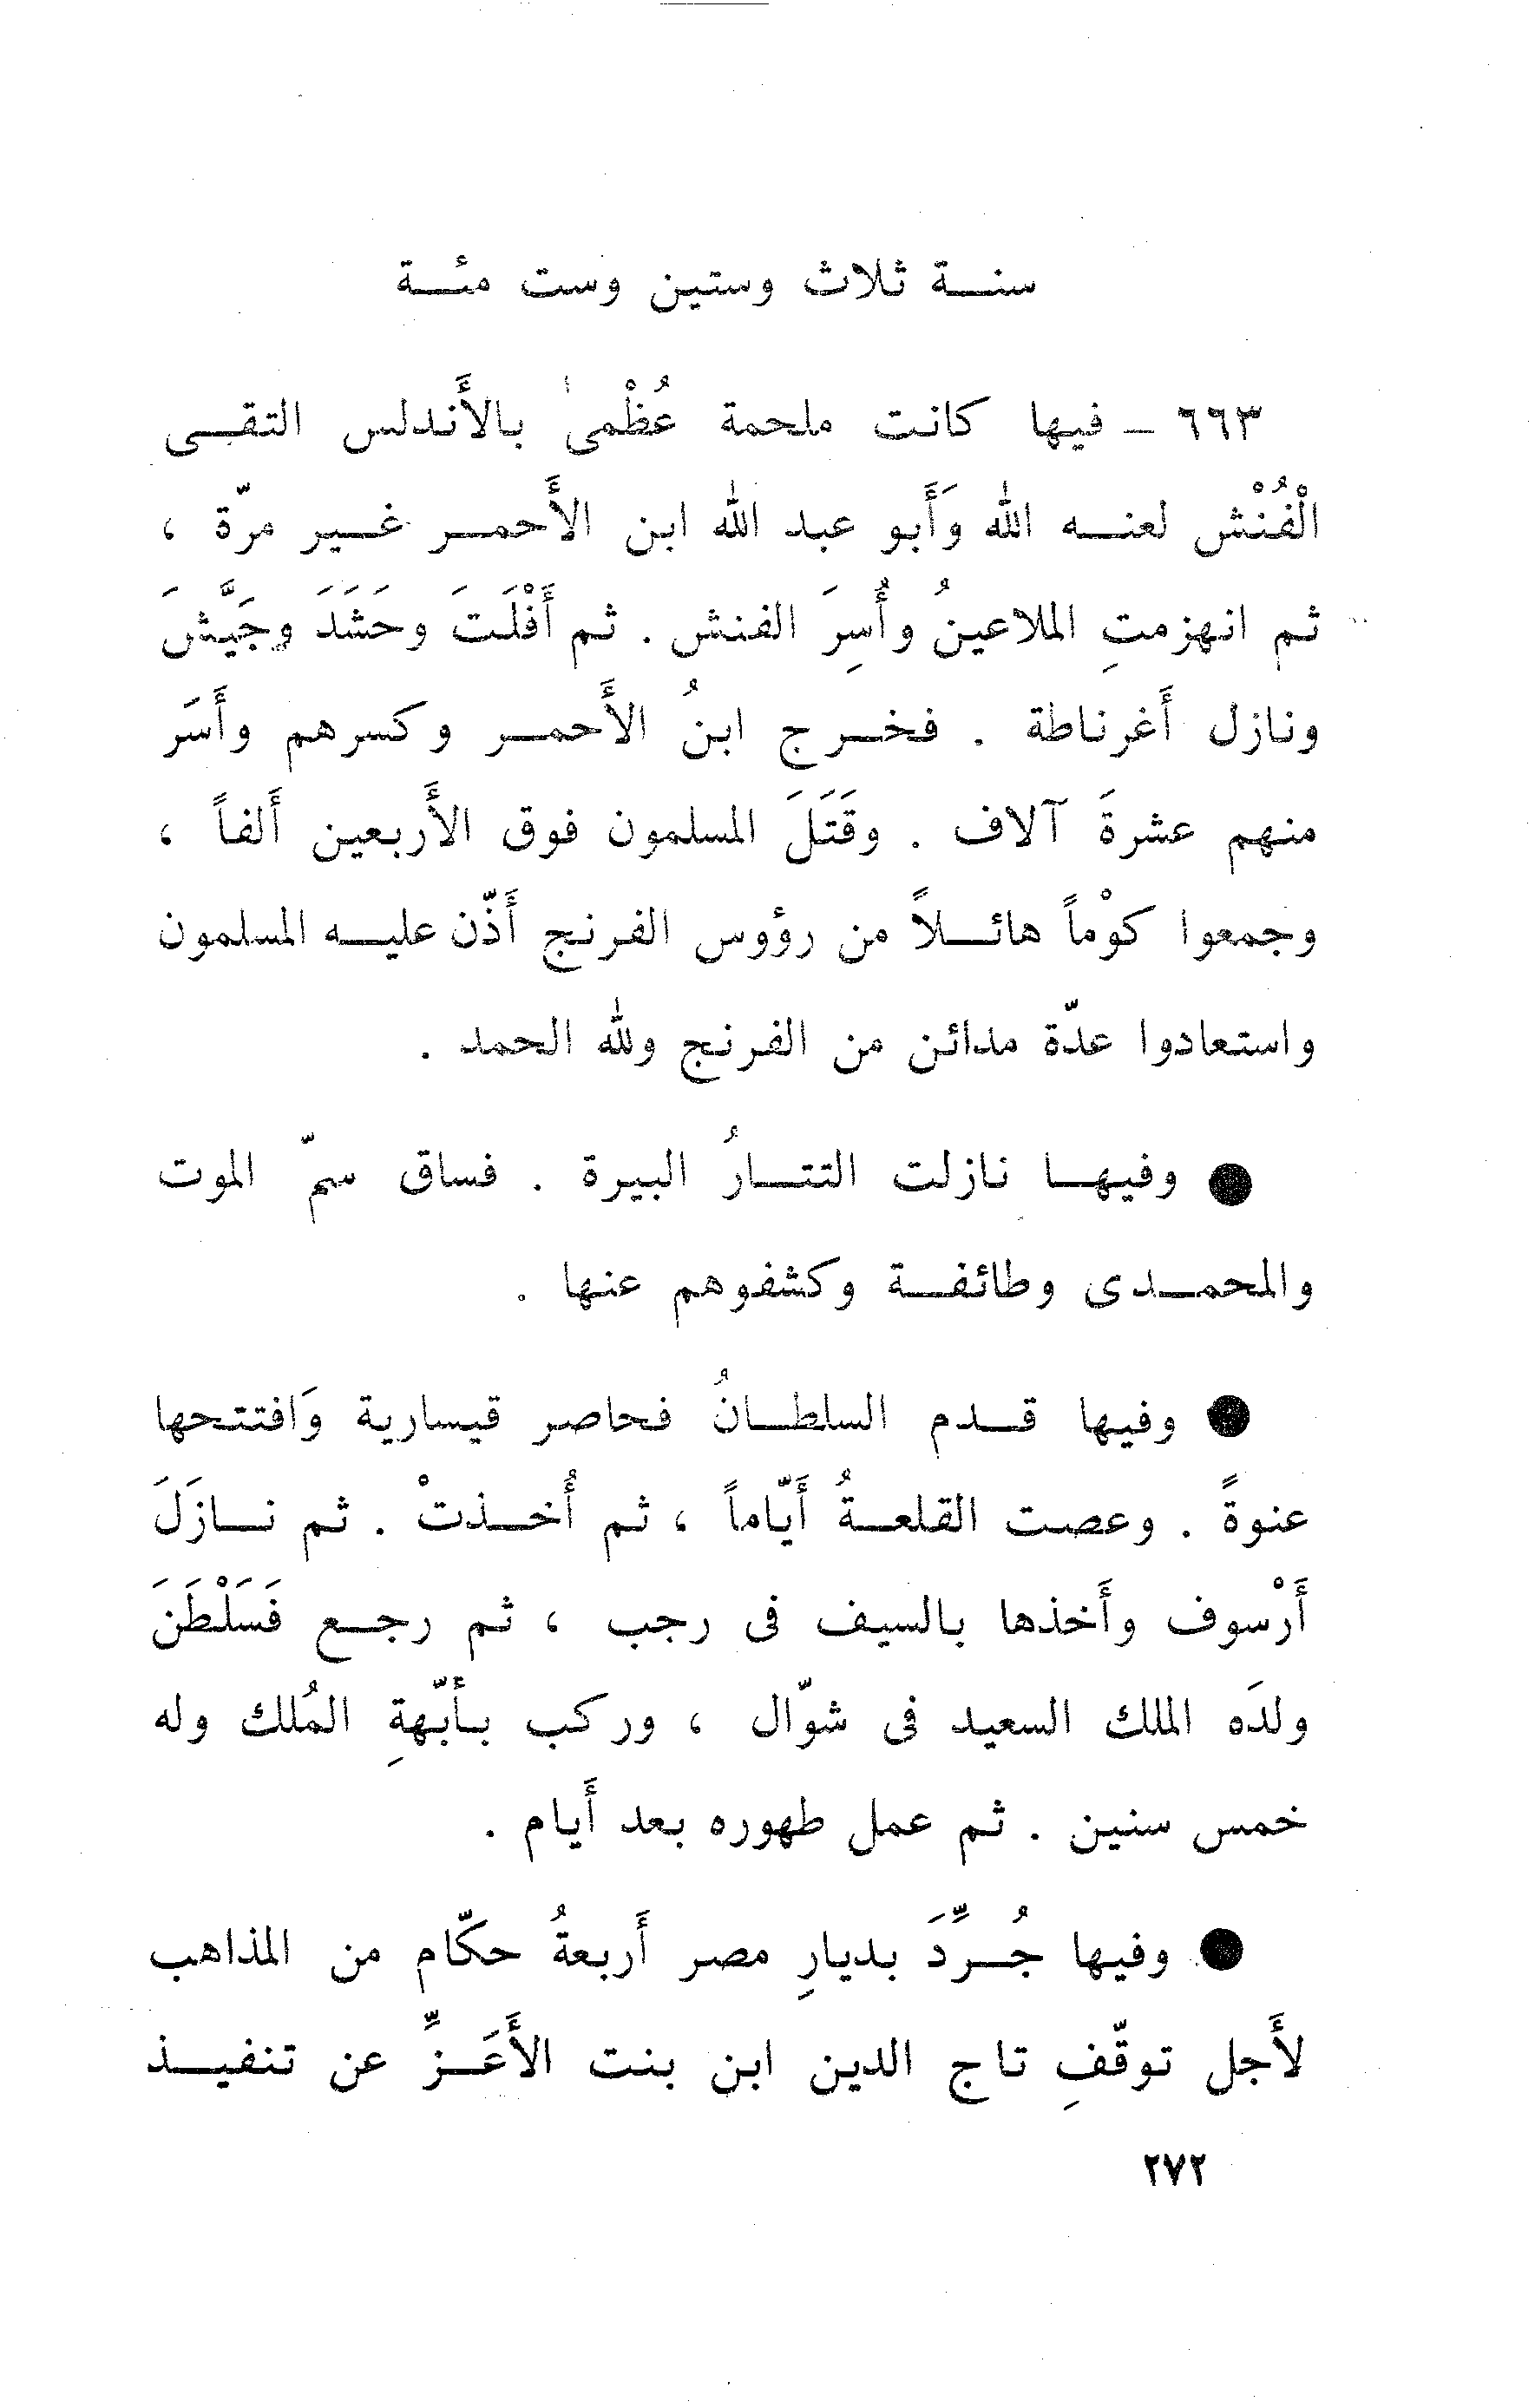 سنة ثلاث وستين وست مئة
٦٦٣ - فيها كانت ملحمة عُظْمىٰ بالأَندلس التقى
الْفُنْش لعنه الله وَأَبو عبد الله ابن الأَحمر غير مرّة ،
ثم انهزمتِ الملاعينُ وأُسِرَ الفنش . ثم أَفْلَتَ وحَشَدَ وجَيَّشَ
ونازل أَغرناطة . فخرج ابنُ الأَحمر وكسرهم وأَسَر
منهم عشرةَ آلاف . وقَتَلَ المسلمون فوق الأَربعين أَلفاً ،
وجمعوا كوْماً هائلاً من رؤوس الفرنج أَذّن عليه المسلمون
واستعادوا عدّة مدائن من الفرنج ولله الحمد .
● وفيها نازلت التتارُ البيرة . فساق سمّ الموت
والمحمدى وطائفة وكشفوهم عنها .
● وفيها قدم السلطانُ فحاصر قيسارية وَافتتحها
عنوةً . وعصت القلعةُ أَيّاماً ، ثم أُخذتْ . ثم نازَلَ
أَرْسوف وأَخذها بالسيف فى رجب ، ثم رجع فَسَلْطَنَ
ولدَه الملك السعيد فى شوّال ، وركب بأبّهةِ المُلك وله
خمس سنين . ثم عمل طهوره بعد أَيام .
● وفيها جُرِّدَ بديارِ مصر أَربعةُ حكّام من المذاهب
لأَجل توقّفِ تاج الدين ابن بنت الأَعَزِّ عن تنفيذ
٢٧٢